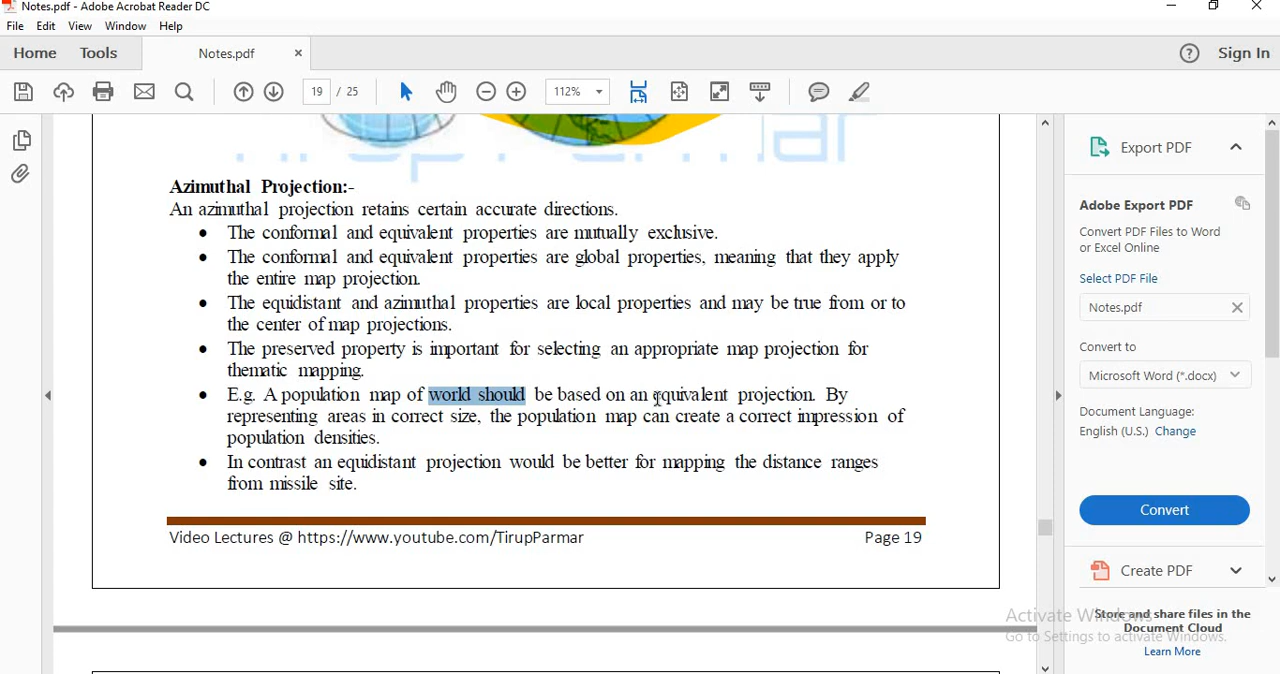 Notes.pdf - Adobe Acrobat Reader DC
File Edit View Window Help
Home Tools Notes.pdf Sign In
19 / 25 112%
Azimuthal Projection:-
An azimuthal projection retains certain accurate directions.
• The conformal and equivalent properties are mutually exclusive.
• The conformal and equivalent properties are global properties, meaning that they apply
the entire map projection.
• The equidistant and azimuthal properties are local properties and may be true from or to
the center of map projections.
• The preserved property is important for selecting an appropriate map projection for
thematic mapping.
• E.g. A population map of world should be based on an equivalent projection. By
representing areas in correct size, the population map can create a correct impression of
population densities.
• In contrast an equidistant projection would be better for mapping the distance ranges
from missile site.
Video Lectures @ https://www.youtube.com/TirupParmar Page 19
Export PDF
Adobe Export PDF
Convert PDF Files to Word
or Excel Online
Select PDF File
Notes.pdf
Convert to
Microsoft Word (*.docx)
Document Language:
English (U.S.) Change
Convert
Create PDF
Activate Windows
Go to Settings to activate Windows.
Store and share files in the
Document Cloud
Learn More